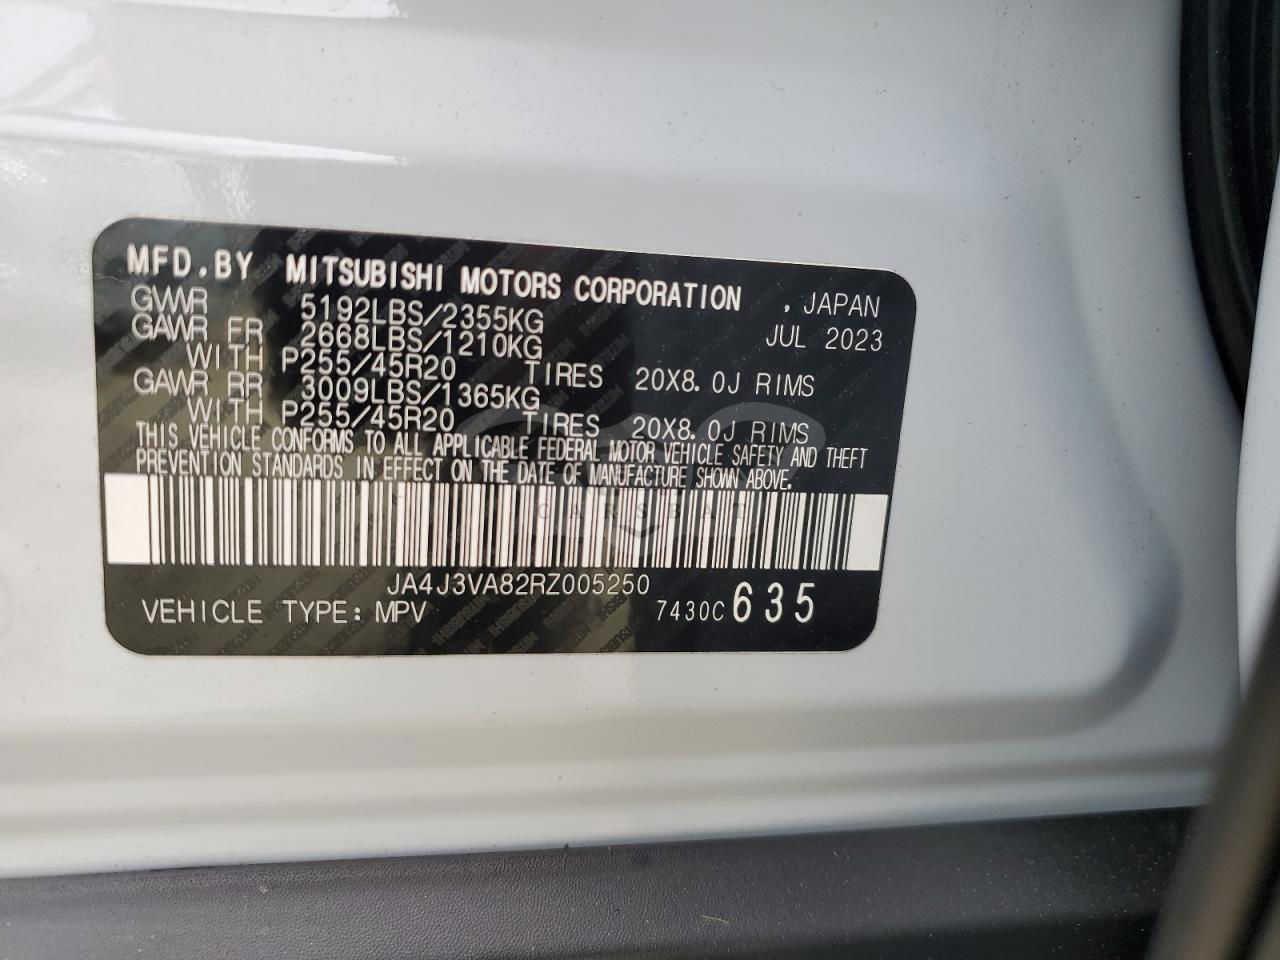 MFD.BY MITSUBISHI MOTORS CORPORATION , JAPAN
GVWR 5192LBS/2355KG JUL 2023
GAWR FR 2668LBS/1210KG
WITH P255/45R20 TIRES 20X8.0J RIMS
GAWR RR 3009LBS/1365KG
WITH P255/45R20 TIRES 20X8.0J RIMS
THIS VEHICLE CONFORMS TO ALL APPLICABLE FEDERAL MOTOR VEHICLE SAFETY AND THEFT
PREVENTION STANDARDS IN EFFECT ON THE DATE OF MANUFACTURE SHOWN ABOVE.
CARSBAT
JA4J3VA82RZ005250
VEHICLE TYPE: MPV 7430C 635